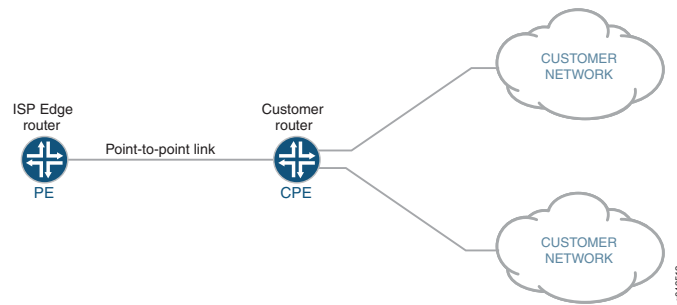 CUSTOMER
NETWORK
ISP Edge
router
Customer
router
Point-to-point link
PE
CPE
CUSTOMER
NETWORK